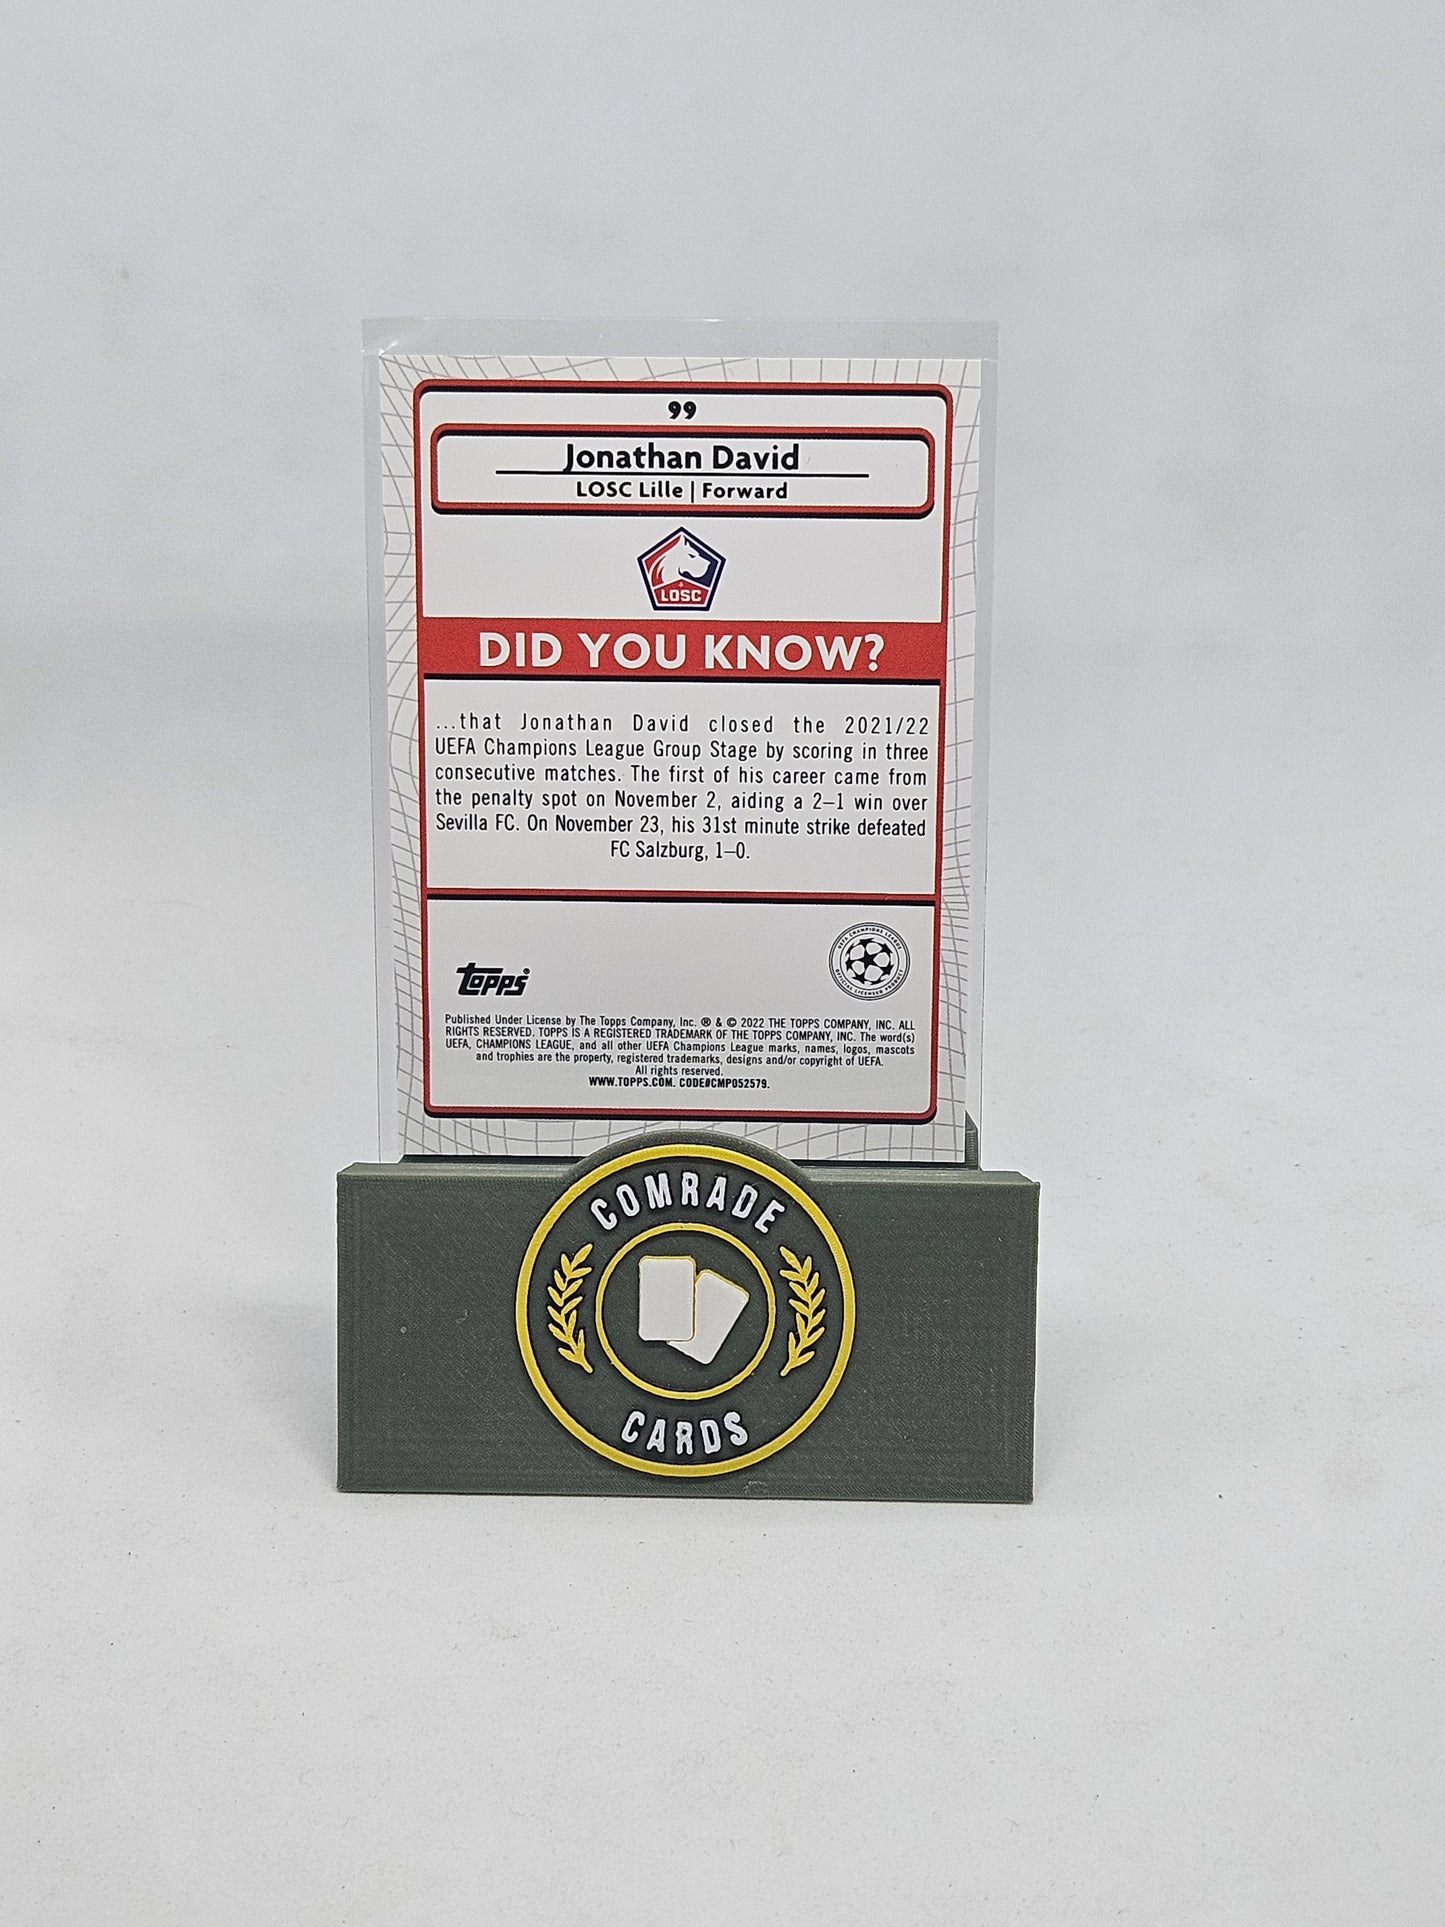 99
Jonathan David
LOSC Lille | Forward
LOSC
DID YOU KNOW?
...that Jonathan David closed the 2021/22
UEFA Champions League Group Stage by scoring in three
consecutive matches. The first of his career came from
the penalty spot on November 2, aiding a 2–1 win over
Sevilla FC. On November 23, his 31st minute strike defeated
FC Salzburg, 1–0.
UEFA CHAMPIONS LEAGUE
OFFICIAL LICENSED PRODUCT
topps®
Published Under License by The Topps Company, Inc. ® & © 2022 THE TOPPS COMPANY, INC. ALL
RIGHTS RESERVED. TOPPS IS A REGISTERED TRADEMARK OF THE TOPPS COMPANY, INC. The word(s)
UEFA, CHAMPIONS LEAGUE, and all other UEFA Champions League marks, names, logos, mascots
and trophies are the property, registered trademarks, designs and/or copyright of UEFA.
All rights reserved.
WWW.TOPPS.COM. CODE#CMP052579.
COMRADE
CARDS